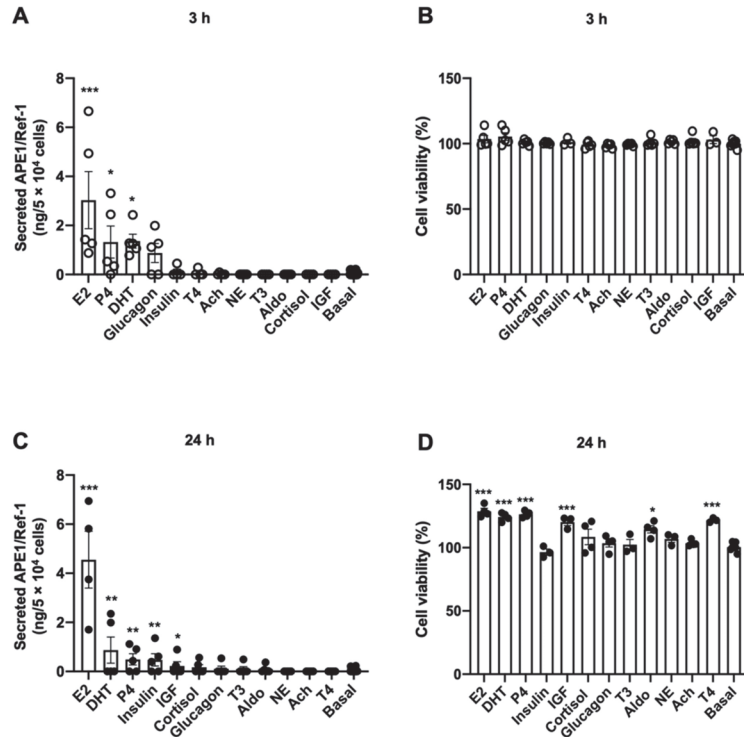 A
3 h
Secreted APE1/Ref-1
(ng/5 × 10⁴ cells)
8
6
4
2
0
***
*
*
E2
P4
DHT
Glucagon
Insulin
T4
Ach
NE
T3
Aldo
Cortisol
IGF
Basal
B
3 h
Cell viability (%)
150
100
50
0
E2
P4
DHT
Glucagon
Insulin
T4
Ach
NE
T3
Aldo
Cortisol
IGF
Basal
C
24 h
Secreted APE1/Ref-1
(ng/5 × 10⁴ cells)
8
6
4
2
0
***
**
**
**
*
E2
DHT
P4
Insulin
IGF
Cortisol
Glucagon
T3
Aldo
NE
Ach
T4
Basal
D
24 h
Cell viability (%)
150
100
50
0
***
***
***
***
*
***
E2
DHT
P4
Insulin
IGF
Cortisol
Glucagon
T3
Aldo
NE
Ach
T4
Basal